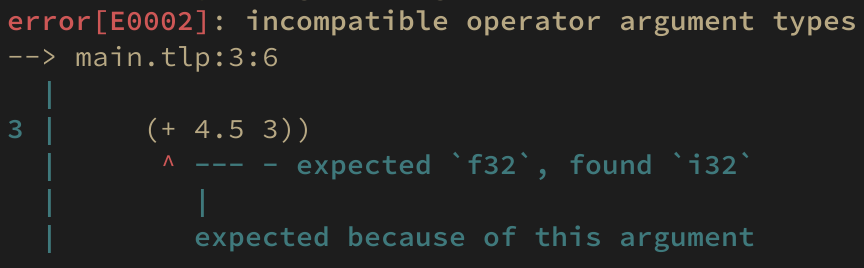 error[E0002]: incompatible operator argument types
--> main.tlp:3:6
  |
3 |     (+ 4.5 3))
  |      ^ --- - expected `f32`, found `i32`
  |        |
  |        expected because of this argument